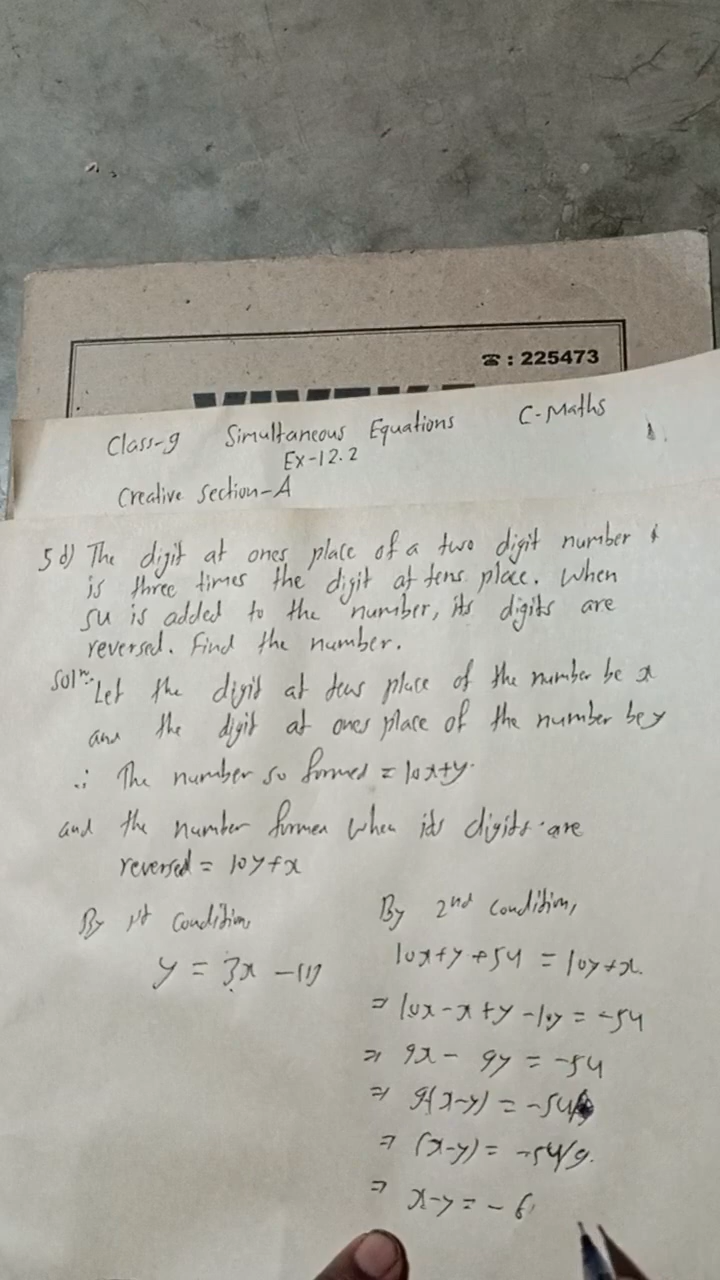 ☎ : 225473
Class-9 Simultaneous Equations C-Maths
Ex-12.2
Creative section-A
5 d) The digit at ones place of a two digit number
is three times the digit at tens place. When
54 is added to the number, its digits are
reversed. Find the number.
Solⁿ: Let the digit at tens place of the number be x
and the digit at ones place of the number be y
∴ The number so formed = 10x+y.
and the number formed when its digits are
reversed = 10y+x
By 1st condition,
y = 3x -(i)
By 2nd condition,
10x+y+54 = 10y+x.
⇒ 10x-x+y-10y = -54
⇒ 9x- 9y = -54
⇒ 9(x-y) = -54
⇒ (x-y) = -54/9.
⇒ x-y = -6